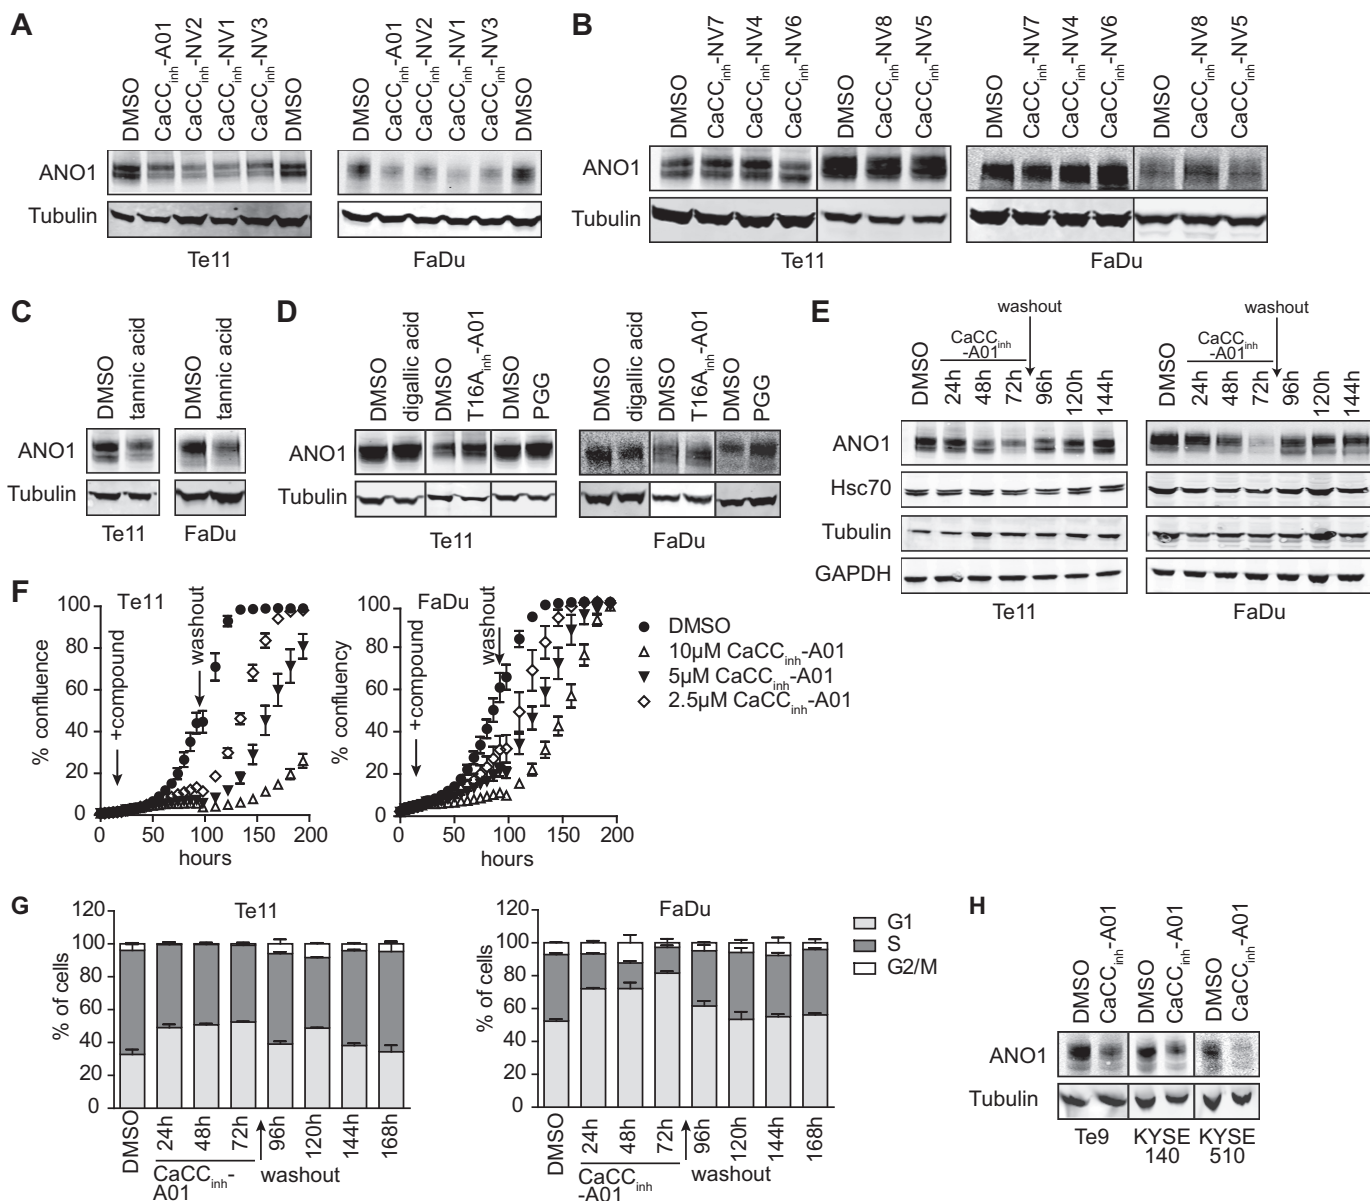 A
DMSO
CaCCinh-A01
CaCCinh-NV2
CaCCinh-NV1
CaCCinh-NV3
DMSO
DMSO
CaCCinh-A01
CaCCinh-NV2
CaCCinh-NV1
CaCCinh-NV3
DMSO
ANO1
Tubulin
Te11
FaDu
B
DMSO
CaCCinh-NV7
CaCCinh-NV4
CaCCinh-NV6
DMSO
CaCCinh-NV8
CaCCinh-NV5
DMSO
CaCCinh-NV7
CaCCinh-NV4
CaCCinh-NV6
DMSO
CaCCinh-NV8
CaCCinh-NV5
ANO1
Tubulin
Te11
FaDu
C
DMSO
tannic acid
DMSO
tannic acid
ANO1
Tubulin
Te11
FaDu
D
DMSO
digallic acid
DMSO
T16Ainh-A01
DMSO
PGG
DMSO
digallic acid
DMSO
T16Ainh-A01
DMSO
PGG
ANO1
Tubulin
Te11
FaDu
E
washout
washout
CaCCinh
-A01
CaCCinh
-A01
DMSO
24h
48h
72h
96h
120h
144h
DMSO
24h
48h
72h
96h
120h
144h
ANO1
Hsc70
Tubulin
GAPDH
Te11
FaDu
F
Te11
% confluence
100
80
60
40
20
0
+compound
washout
0 50 100 150 200
hours
FaDu
% confluency
100
80
60
40
20
0
+compound
washout
0 50 100 150 200
hours
DMSO
10µM CaCCinh-A01
5µM CaCCinh-A01
2.5µM CaCCinh-A01
G
Te11
% of cells
120
100
80
60
40
20
0
DMSO
24h
48h
72h
96h
120h
144h
168h
CaCCinh-
A01
washout
FaDu
% of cells
120
100
80
60
40
20
0
DMSO
24h
48h
72h
96h
120h
144h
168h
CaCCinh
-A01
washout
G1
S
G2/M
H
DMSO
CaCCinh-A01
DMSO
CaCCinh-A01
DMSO
CaCCinh-A01
ANO1
Tubulin
Te9
KYSE
140
KYSE
510